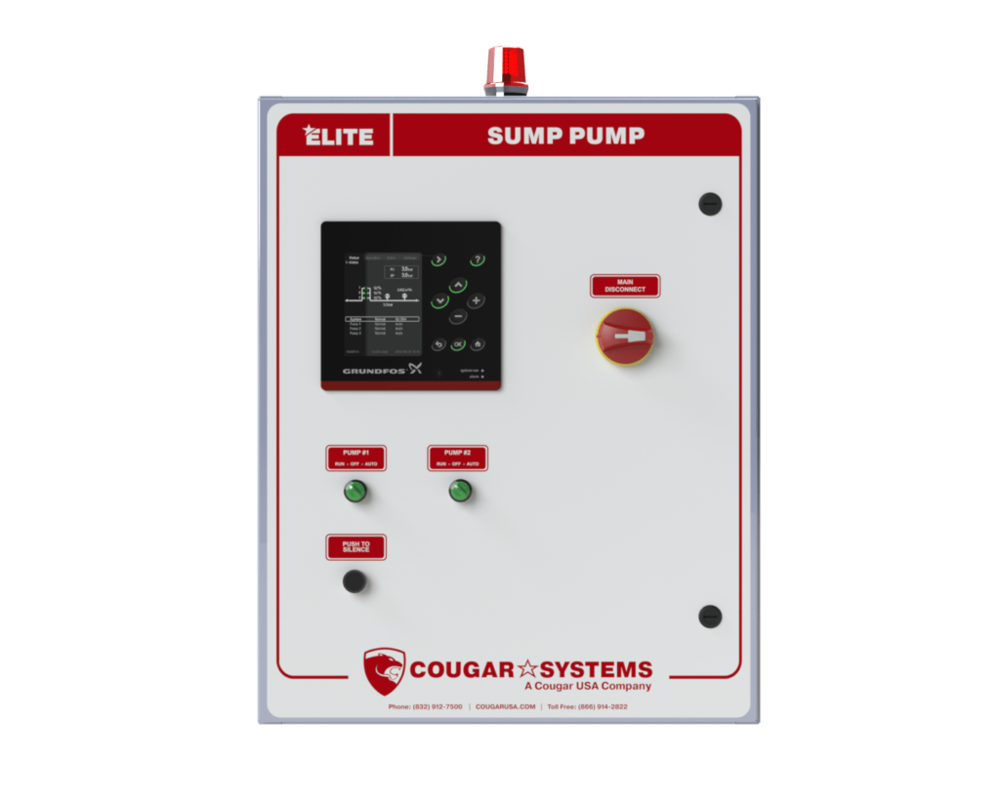 ELITE
SUMP PUMP
MAIN
DISCONNECT
Status
GRUNDFOS
PUMP #1
RUN - OFF - AUTO
PUMP #2
RUN - OFF - AUTO
PUSH TO
SILENCE
COUGAR SYSTEMS
A Cougar USA Company
Phone: (832) 912-7500 | COUGARUSA.COM | Toll Free: (866) 914-2822